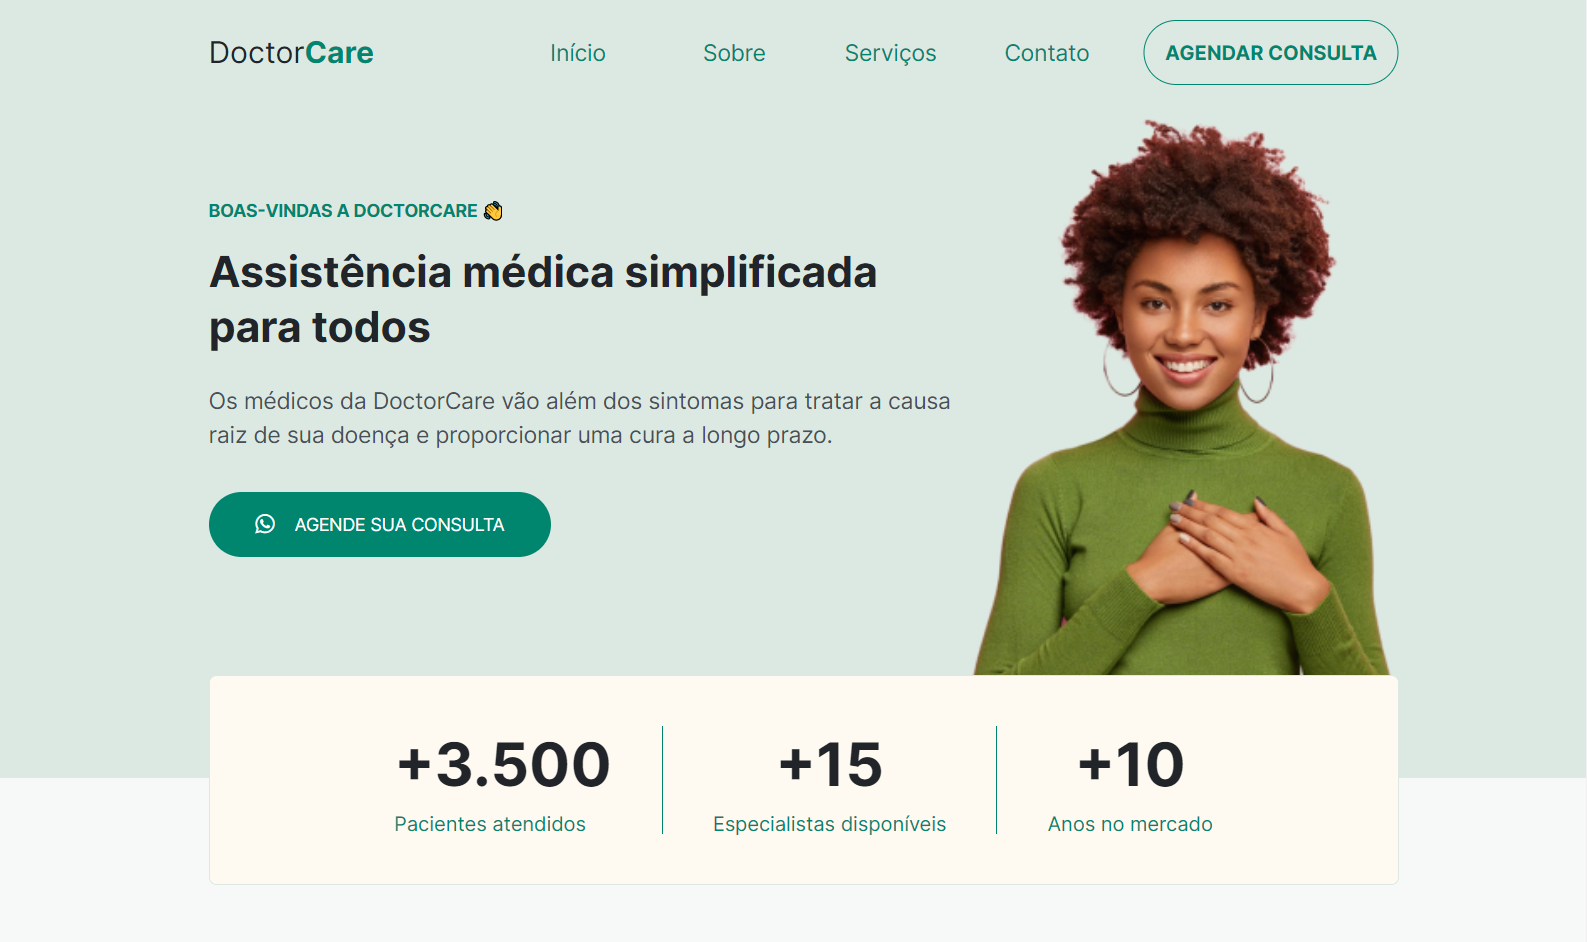 DoctorCare
Início
Sobre
Serviços
Contato
AGENDAR CONSULTA
BOAS-VINDAS A DOCTORCARE 👏
Assistência médica simplificada
para todos
Os médicos da DoctorCare vão além dos sintomas para tratar a causa
raiz de sua doença e proporcionar uma cura a longo prazo.
AGENDE SUA CONSULTA
+3.500
Pacientes atendidos
+15
Especialistas disponíveis
+10
Anos no mercado